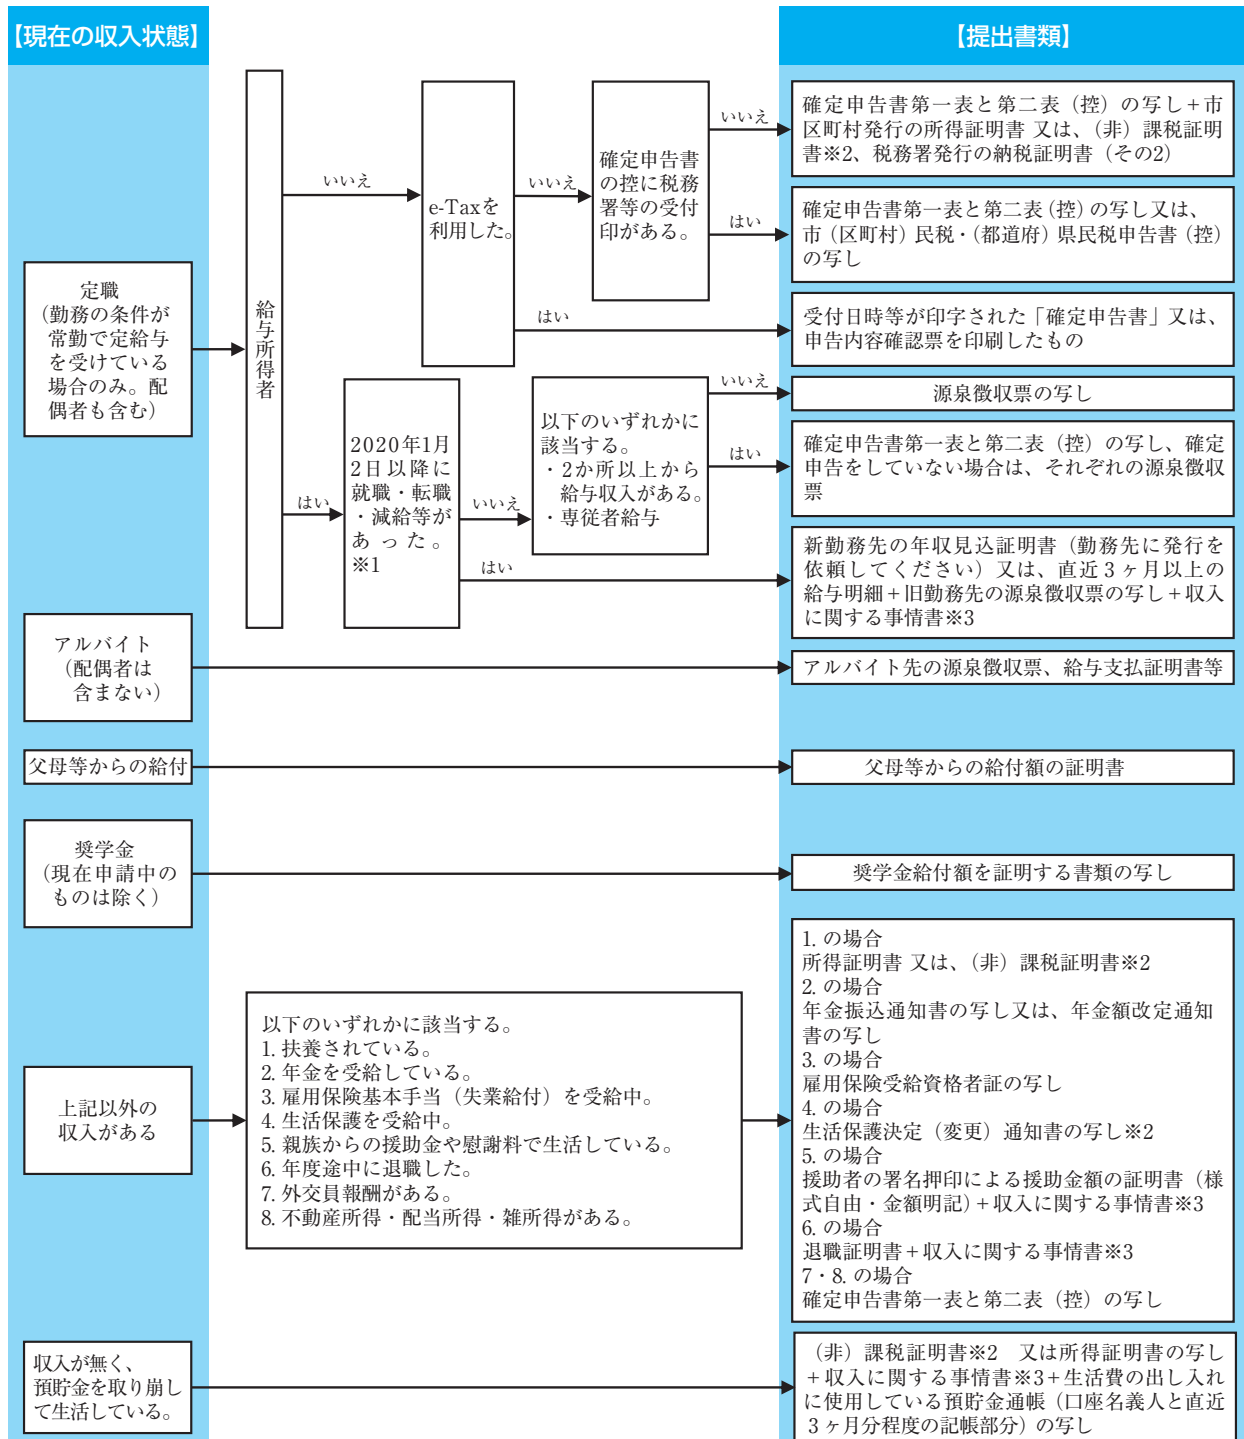 【現在の収入状態】
【提出書類】
定職
(勤務の条件が
常勤で定給与
を受けている
場合のみ。配
偶者も含む)
給与所得者
いいえ
はい
e-Taxを
利用した。
いいえ
はい
確定申告書
の控に税務
署等の受付
印がある。
いいえ
はい
確定申告書第一表と第二表(控)の写し+市
区町村発行の所得証明書 又は、(非)課税証明
書※2、税務署発行の納税証明書(その2)
確定申告書第一表と第二表(控)の写し又は、
市(区町村)民税・(都道府)県民税申告書(控)
の写し
受付日時等が印字された「確定申告書」又は、
申告内容確認票を印刷したもの
2020年1月
2日以降に
就職・転職
・減給等が
あった。
※1
いいえ
はい
以下のいずれかに
該当する。
・2か所以上から
給与収入がある。
・専従者給与
いいえ
はい
源泉徴収票の写し
確定申告書第一表と第二表(控)の写し、確定
申告をしていない場合は、それぞれの源泉徴収
票
新勤務先の年収見込証明書(勤務先に発行を
依頼してください)又は、直近3ヶ月以上の
給与明細+旧勤務先の源泉徴収票の写し+収入
に関する事情書※3
アルバイト
(配偶者は
含まない)
アルバイト先の源泉徴収票、給与支払証明書等
父母等からの給付
父母等からの給付額の証明書
奨学金
(現在申請中の
ものは除く)
奨学金給付額を証明する書類の写し
上記以外の
収入がある
以下のいずれかに該当する。
1. 扶養されている。
2. 年金を受給している。
3. 雇用保険基本手当(失業給付)を受給中。
4. 生活保護を受給中。
5. 親族からの援助金や慰謝料で生活している。
6. 年度途中に退職した。
7. 外交員報酬がある。
8. 不動産所得・配当所得・雑所得がある。
1. の場合
所得証明書 又は、(非)課税証明書※2
2. の場合
年金振込通知書の写し又は、年金額改定通知
書の写し
3. の場合
雇用保険受給資格者証の写し
4. の場合
生活保護決定(変更)通知書の写し※2
5. の場合
援助者の署名押印による援助金額の証明書(様
式自由・金額明記)+収入に関する事情書※3
6. の場合
退職証明書+収入に関する事情書※3
7・8. の場合
確定申告書第一表と第二表(控)の写し
収入が無く、
預貯金を取り崩し
て生活している。
(非)課税証明書※2 又は所得証明書の写し
+収入に関する事情書※3+生活費の出し入れ
に使用している預貯金通帳(口座名義人と直近
3ヶ月分程度の記帳部分)の写し